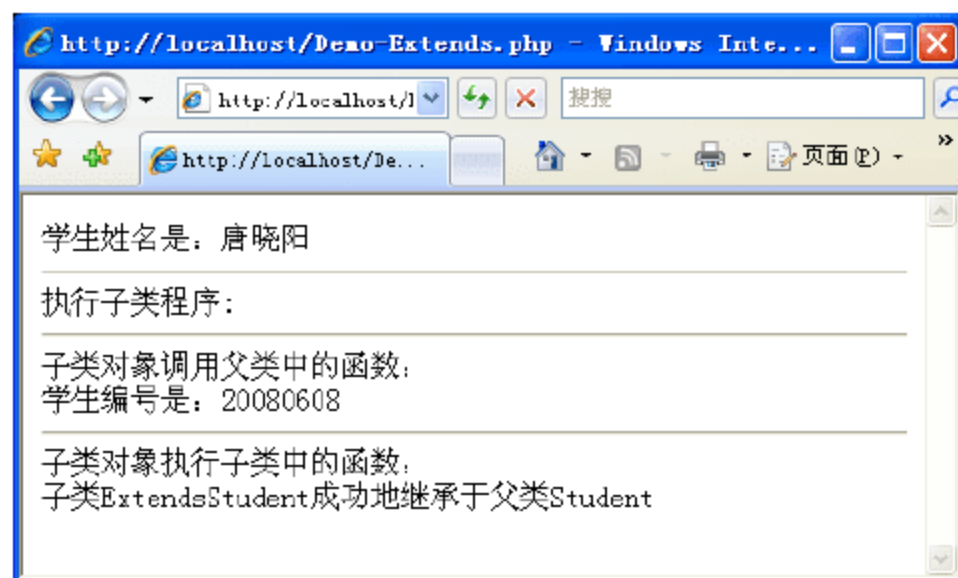 http://localhost/Demo-Extends.php - Windows Inte...
http://localhost/l
搜搜
http://localhost/De...
页面(P)
学生姓名是：唐晓阳
执行子类程序：
子类对象调用父类中的函数：
学生编号是：20080608
子类对象执行子类中的函数：
子类ExtendsStudent成功地继承于父类Student